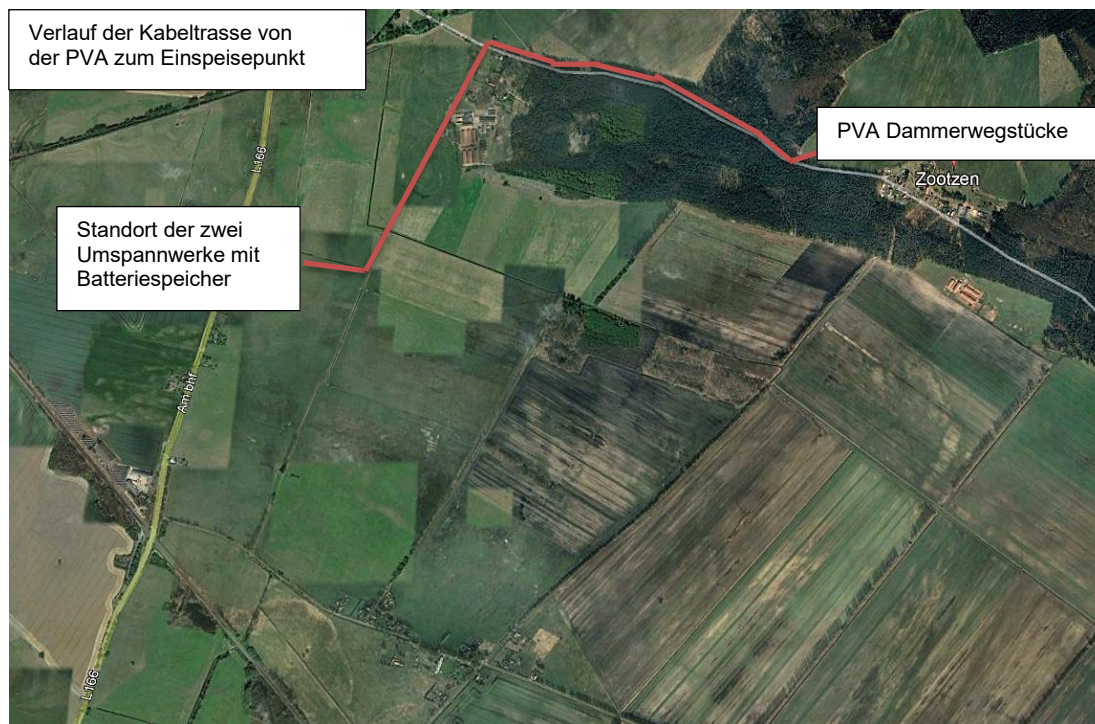 Verlauf der Kabeltrasse von
der PVA zum Einspeisepunkt
PVA Dammerwegstücke
Zootzen
L166
Standort der zwei
Umspannwerke mit
Batteriespeicher
Am bhf
L166